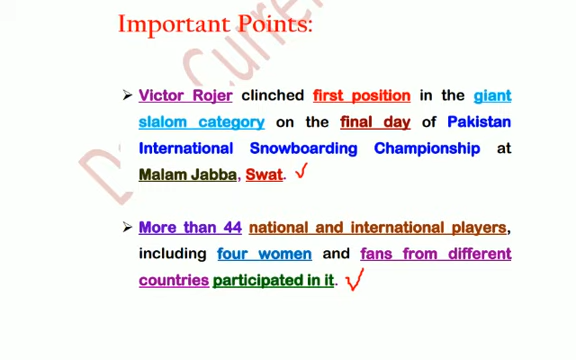 Important Points:
➢ Victor Rojer clinched first position in the giant
slalom category on the final day of Pakistan
International Snowboarding Championship at
Malam Jabba, Swat.
➢ More than 44 national and international players,
including four women and fans from different
countries participated in it.